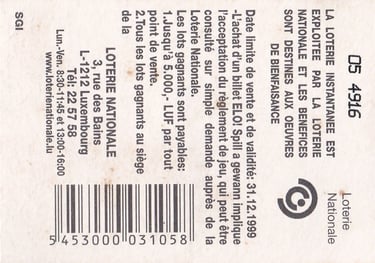 05 4916
LA LOTERIE INSTANTANEE EST
EXPLOITEE PAR LA LOTERIE
NATIONALE ET LES BENEFICES
SONT DESTINES AUX OEUVRES
DE BIENFAISANCE
Loterie
Nationale
Date limite de vente et de validité: 31.12.1999
-L'achat d'un billet ELO! Spill a gewann implique
l'acceptation du règlement de jeu, qui peut être
consulté sur simple demande auprès de la
Loterie Nationale.
Les lots gagnants sont payables:
1.Jusqu'à 5.000,- LUF par tout
point de vente.
2.Tous les lots gagnants au siège
de la
LOTERIE NATIONALE
3, rue des Bains
L-1212 Luxembourg
Tél: 22 57 58
Lun.-Ven. 8:30-11:45 et 13:00-16:00
www.loterienationale.lu
5 453000 031058
SGI